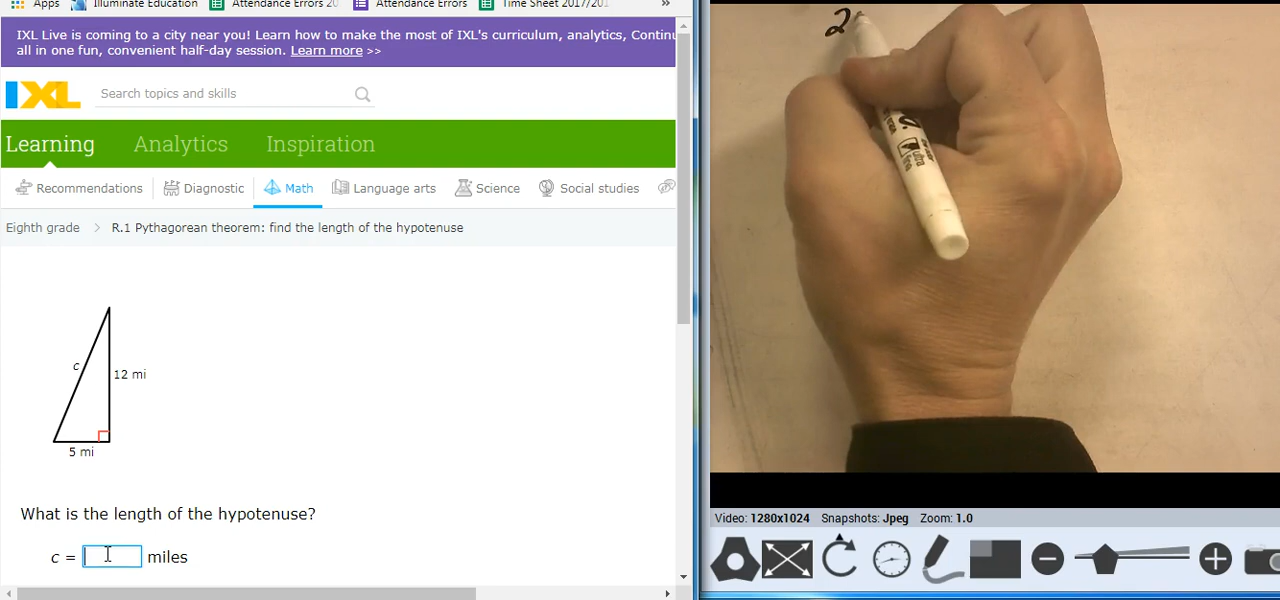 Apps Illuminate Education Attendance Errors 20 Attendance Errors Time Sheet 2017/201 »
IXL Live is coming to a city near you! Learn how to make the most of IXL's curriculum, analytics, Continu
all in one fun, convenient half-day session. Learn more >>
IXL Search topics and skills
Learning Analytics Inspiration
Recommendations Diagnostic Math Language arts Science Social studies
Eighth grade > R.1 Pythagorean theorem: find the length of the hypotenuse
c
12 mi
5 mi
What is the length of the hypotenuse?
c = miles
2
Video: 1280x1024 Snapshots: Jpeg Zoom: 1.0